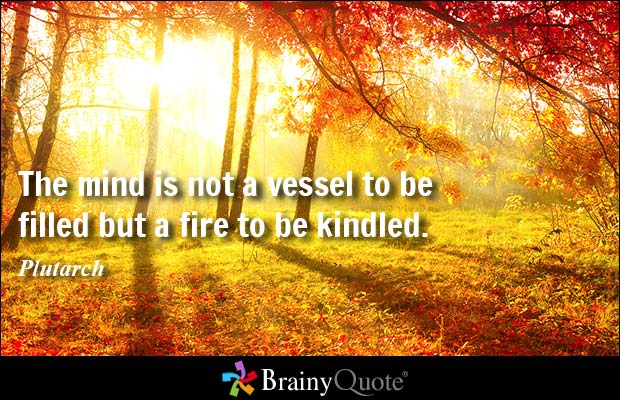 The mind is not a vessel to be
filled but a fire to be kindled.
Plutarch
BrainyQuote®